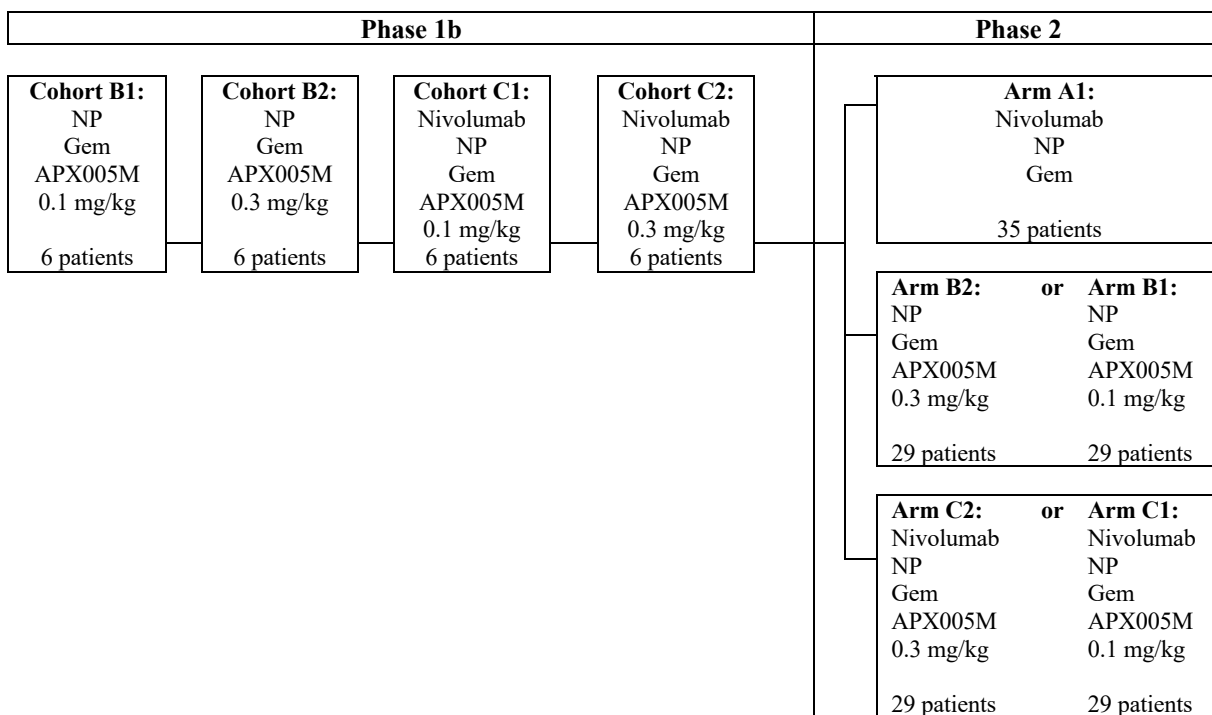 Phase 1b
Phase 2
Cohort B1:
NP
Gem
APX005M
0.1 mg/kg
6 patients
Cohort B2:
NP
Gem
APX005M
0.3 mg/kg
6 patients
Cohort C1:
Nivolumab
NP
Gem
APX005M
0.1 mg/kg
6 patients
Cohort C2:
Nivolumab
NP
Gem
APX005M
0.3 mg/kg
6 patients
Arm A1:
Nivolumab
NP
Gem
35 patients
Arm B2: or Arm B1:
NP NP
Gem Gem
APX005M APX005M
0.3 mg/kg 0.1 mg/kg
29 patients 29 patients
Arm C2: or Arm C1:
Nivolumab Nivolumab
NP NP
Gem Gem
APX005M APX005M
0.3 mg/kg 0.1 mg/kg
29 patients 29 patients